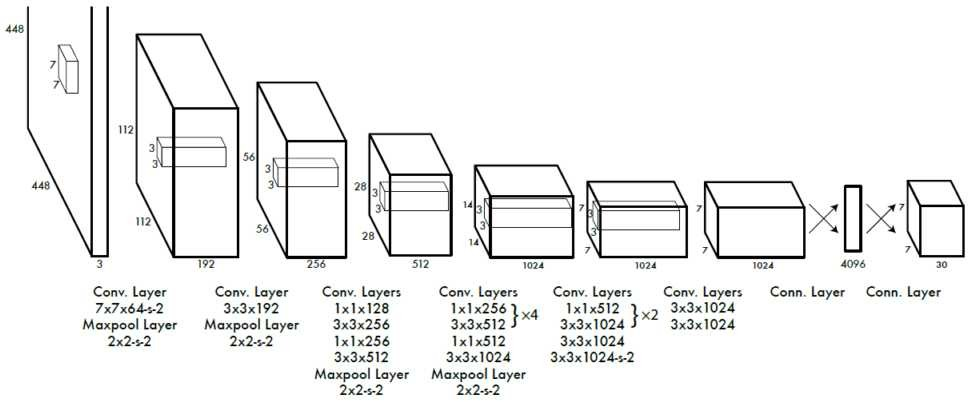 448
7
7
448
3
112
3
3
112
192
56
3
3
56
256
28
3
3
28
512
14
3
3
14
1024
7
3
3
7
1024
7
7
1024
4096
7
7
30
Conv. Layer
7x7x64-s-2
Maxpool Layer
2x2-s-2
Conv. Layer
3x3x192
Maxpool Layer
2x2-s-2
Conv. Layers
1x1x128
3x3x256
1x1x256
3x3x512
Maxpool Layer
2x2-s-2
Conv. Layers
1x1x256
3x3x512
}×4
1x1x512
3x3x1024
Maxpool Layer
2x2-s-2
Conv. Layers
1x1x512
3x3x1024
}×2
3x3x1024
3x3x1024-s-2
Conv. Layers
3x3x1024
3x3x1024
Conn. Layer
Conn. Layer